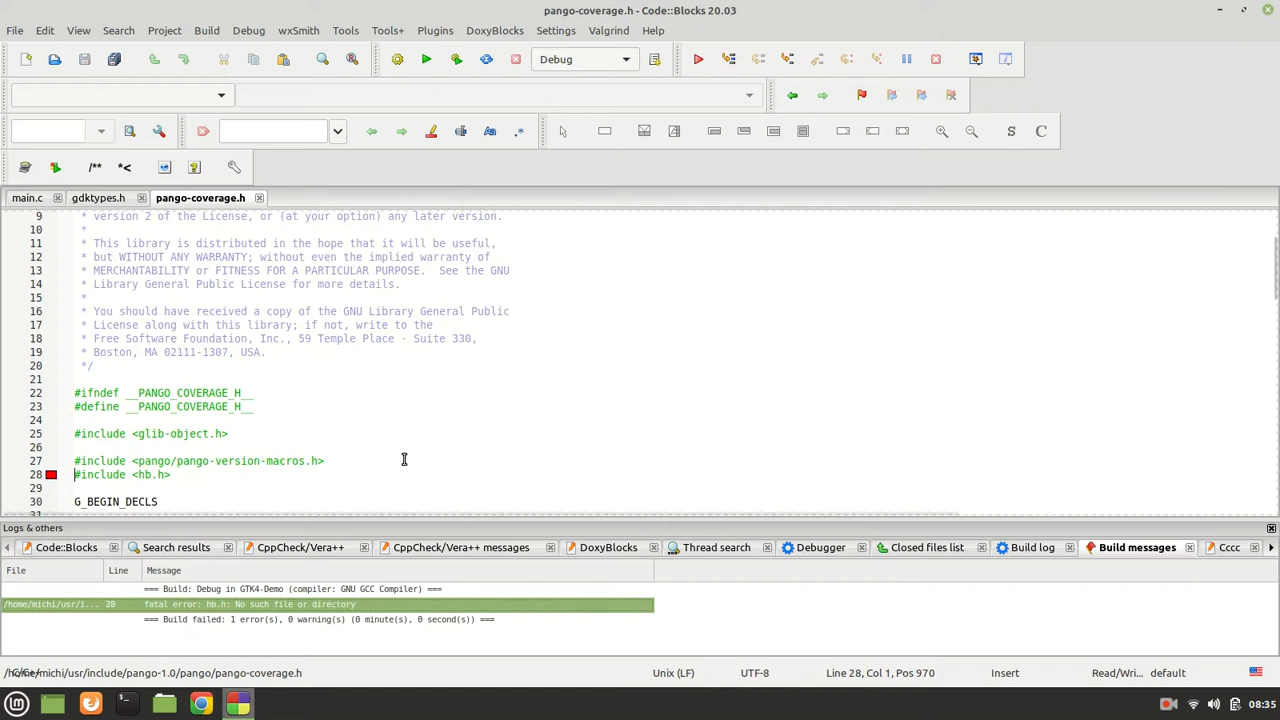 pango-coverage.h - Code::Blocks 20.03
File Edit View Search Project Build Debug wxSmith Tools Tools+ Plugins DoxyBlocks Settings Valgrind Help
Debug
/** *<
S C
main.c gdktypes.h pango-coverage.h
9 * version 2 of the License, or (at your option) any later version.
10 *
11 * This library is distributed in the hope that it will be useful,
12 * but WITHOUT ANY WARRANTY; without even the implied warranty of
13 * MERCHANTABILITY or FITNESS FOR A PARTICULAR PURPOSE.  See the GNU
14 * Library General Public License for more details.
15 *
16 * You should have received a copy of the GNU Library General Public
17 * License along with this library; if not, write to the
18 * Free Software Foundation, Inc., 59 Temple Place - Suite 330,
19 * Boston, MA 02111-1307, USA.
20 */
21
22 #ifndef __PANGO_COVERAGE_H__
23 #define __PANGO_COVERAGE_H__
24
25 #include <glib-object.h>
26
27 #include <pango/pango-version-macros.h>
28 #include <hb.h>
29
30 G_BEGIN_DECLS
31
Logs & others
Code::Blocks Search results CppCheck/Vera++ CppCheck/Vera++ messages DoxyBlocks Thread search Debugger Closed files list Build log Build messages Cccc
File Line Message
=== Build: Debug in GTK4-Demo (compiler: GNU GCC Compiler) ===
/home/michi/usr/i... 28 fatal error: hb.h: No such file or directory
=== Build failed: 1 error(s), 0 warning(s) (0 minute(s), 0 second(s)) ===
/home/michi/usr/include/pango-1.0/pango/pango-coverage.h Unix (LF) UTF-8 Line 28, Col 1, Pos 970 Insert Read/Wri... default
08:35